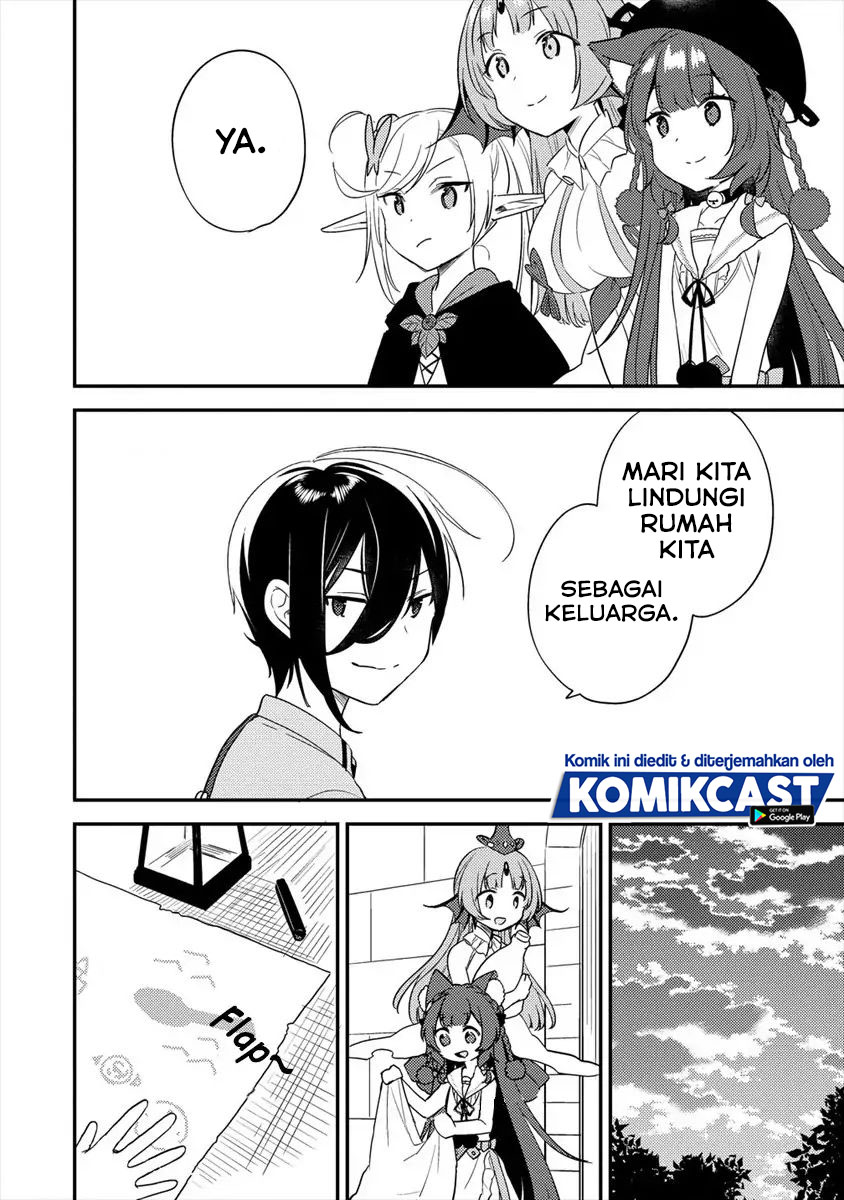 YA.
MARI KITA
LINDUNGI
RUMAH
KITA
SEBAGAI
KELUARGA.
Komik ini diedit & diterjemahkan oleh
KOMIKCAST
GET IT ON
Google Play
Flap~